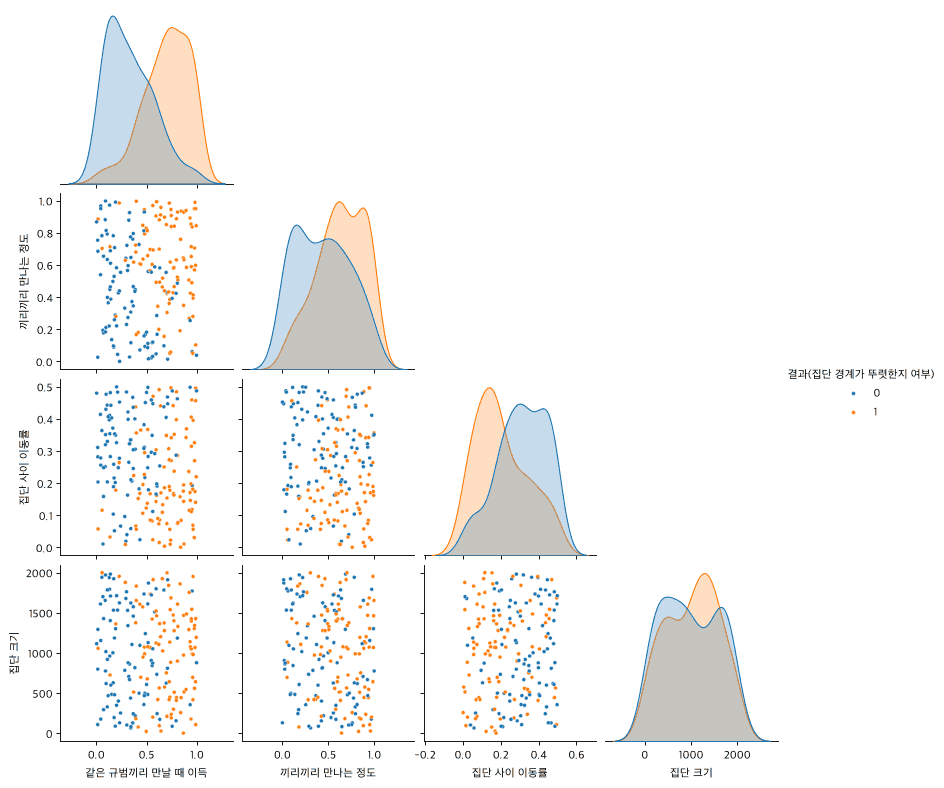 1.0
0.8
0.6
0.4
0.2
0.0
끼리끼리 만나는 정도
0.5
0.4
0.3
0.2
0.1
0.0
집단 사이 이동률
결과(집단 경계가 뚜렷한지 여부)
0
1
2000
1500
1000
500
0
집단 크기
0.0 0.5 1.0
같은 규범끼리 만날 때 이득
0.0 0.5 1.0
끼리끼리 만나는 정도
−0.2 0.0 0.2 0.4 0.6
집단 사이 이동률
0 1000 2000
집단 크기